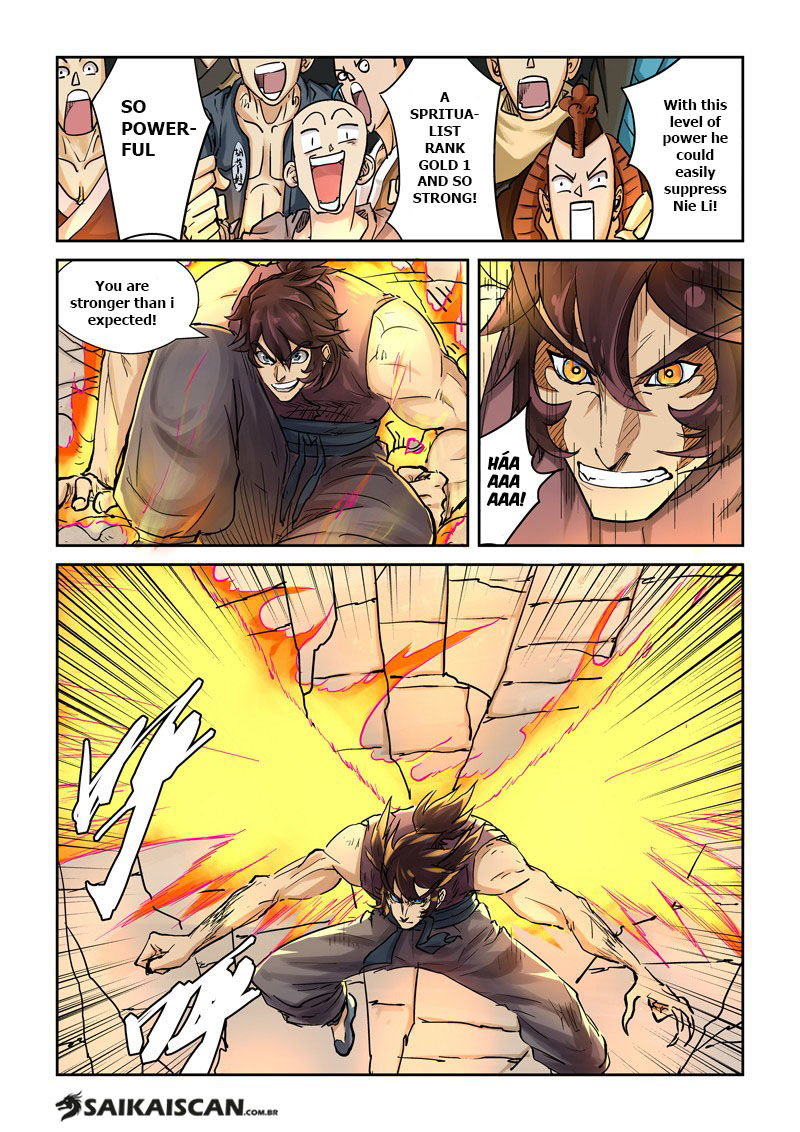 SO
POWER-
FUL
A
SPRITUA-
LIST
RANK
GOLD 1
AND SO
STRONG!
With this
level of
power he
could
easily
suppress
Nie Li!
You are
stronger than i
expected!
HÁA
AAA
AAA!
SAIKAISCAN.COM.BR